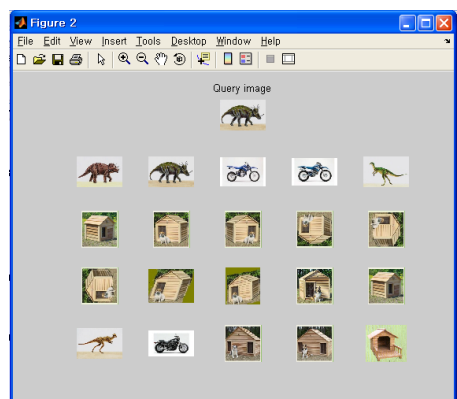 Figure 2
File Edit View Insert Tools Desktop Window Help
Query image